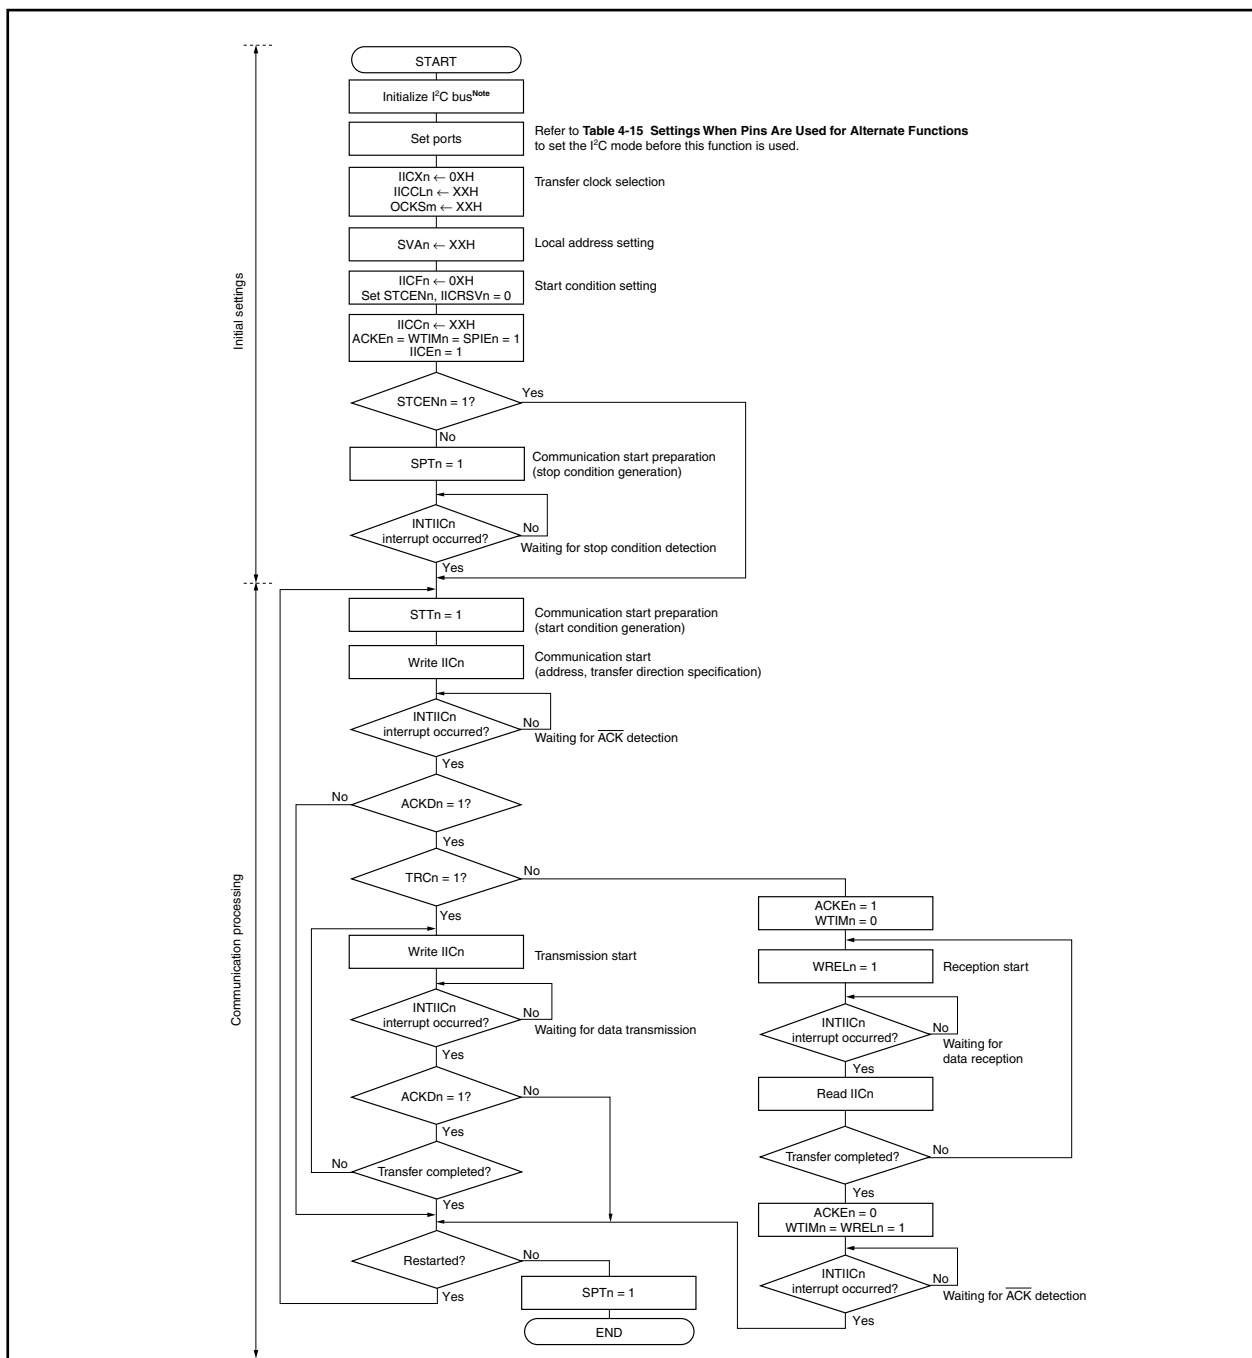 START
Initialize I²C bus^Note
Set ports
Refer to Table 4-15 Settings When Pins Are Used for Alternate Functions
to set the I²C mode before this function is used.
IICXn ← 0XH
IICCLn ← XXH
OCKSm ← XXH
Transfer clock selection
SVAn ← XXH
Local address setting
IICFn ← 0XH
Set STCENn, IICRSVn = 0
Start condition setting
IICCn ← XXH
ACKEn = WTIMn = SPIEn = 1
IICEn = 1
Initial settings
STCENn = 1?
Yes
No
SPTn = 1
Communication start preparation
(stop condition generation)
INTIICn
interrupt occurred?
No
Waiting for stop condition detection
Yes
STTn = 1
Communication start preparation
(start condition generation)
Write IICn
Communication start
(address, transfer direction specification)
INTIICn
interrupt occurred?
No
Waiting for A̅C̅K̅ detection
Yes
No
ACKDn = 1?
Yes
TRCn = 1?
No
Yes
Communication processing
Write IICn
Transmission start
INTIICn
interrupt occurred?
No
Waiting for data transmission
Yes
ACKDn = 1?
No
Yes
No
Transfer completed?
Yes
Restarted?
No
Yes
SPTn = 1
END
ACKEn = 1
WTIMn = 0
WRELn = 1
Reception start
INTIICn
interrupt occurred?
No
Waiting for
data reception
Yes
Read IICn
Transfer completed?
No
Yes
ACKEn = 0
WTIMn = WRELn = 1
INTIICn
interrupt occurred?
No
Waiting for A̅C̅K̅ detection
Yes